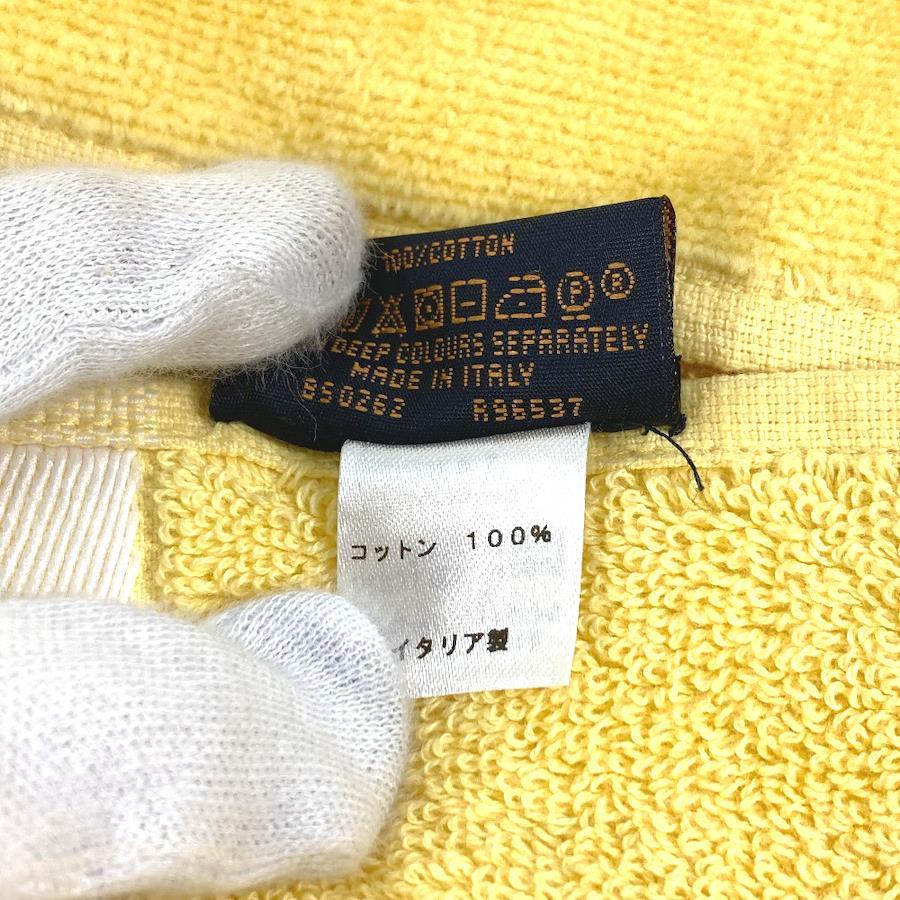 100% COTTON
DEEP COLOURS SEPARATELY
MADE IN ITALY
850262 R96537
コットン 100%
イタリア製